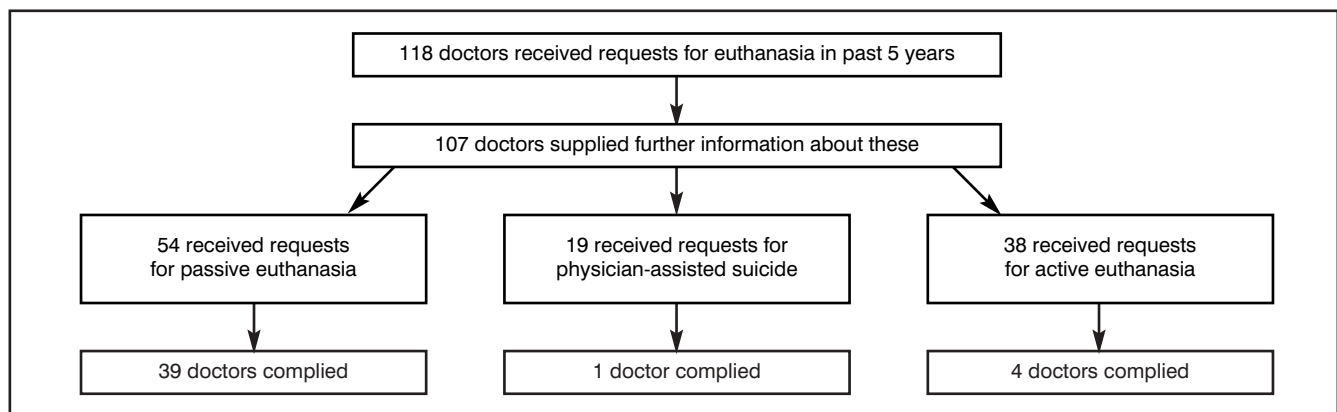 118 doctors received requests for euthanasia in past 5 years
107 doctors supplied further information about these
54 received requests
for passive euthanasia
19 received requests for
physician-assisted suicide
38 received requests
for active euthanasia
39 doctors complied
1 doctor complied
4 doctors complied